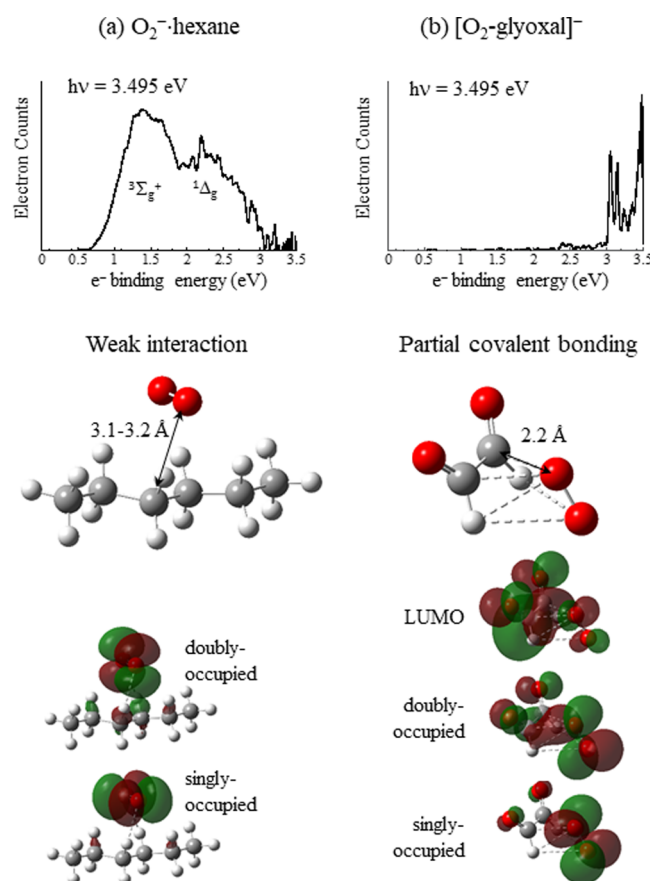 (a) O₂⁻·hexane
(b) [O₂-glyoxal]⁻
hν = 3.495 eV
hν = 3.495 eV
Electron Counts
Electron Counts
³Σg⁺
¹Δg
0 0.5 1 1.5 2 2.5 3 3.5
0 0.5 1 1.5 2 2.5 3 3.5
e⁻ binding energy (eV)
e⁻ binding energy (eV)
Weak interaction
Partial covalent bonding
3.1-3.2 Å
2.2 Å
LUMO
doubly-
occupied
doubly-
occupied
singly-
occupied
singly-
occupied